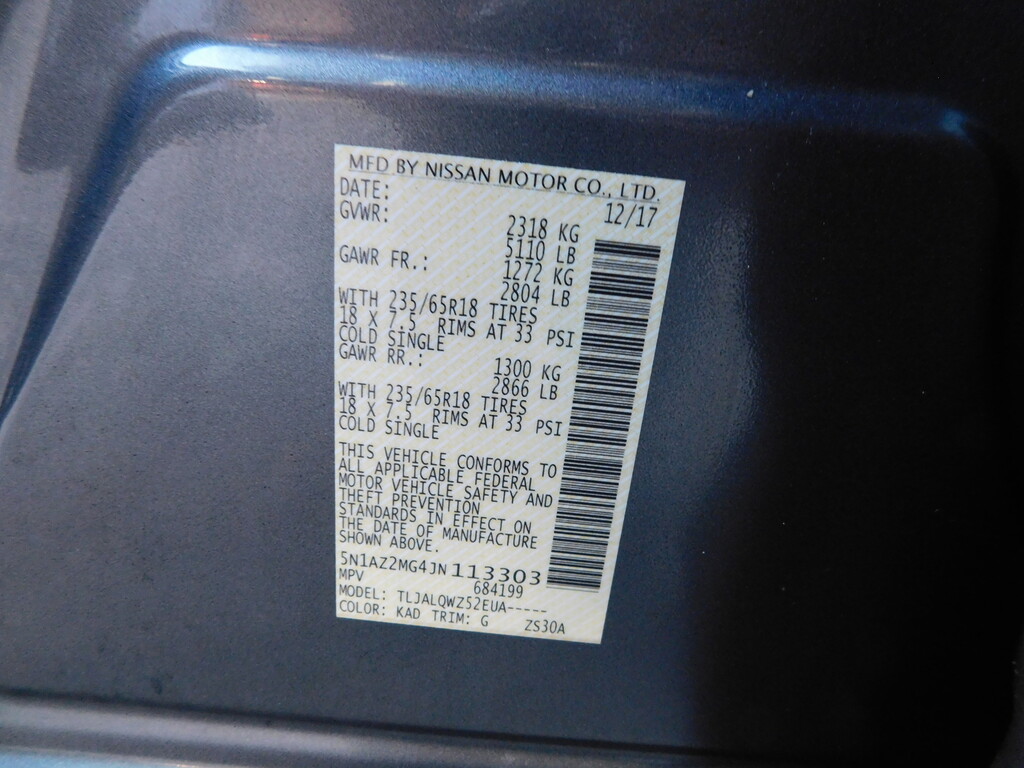 MFD BY NISSAN MOTOR CO., LTD.
DATE: 12/17
GVWR: 2318 KG
5110 LB
GAWR FR.: 1272 KG
2804 LB
WITH 235/65R18 TIRES
18 X 7.5 RIMS AT 33 PSI
COLD SINGLE
GAWR RR.: 1300 KG
2866 LB
WITH 235/65R18 TIRES
18 X 7.5 RIMS AT 33 PSI
COLD SINGLE
THIS VEHICLE CONFORMS TO
ALL APPLICABLE FEDERAL
MOTOR VEHICLE SAFETY AND
THEFT PREVENTION
STANDARDS IN EFFECT ON
THE DATE OF MANUFACTURE
SHOWN ABOVE.
5N1AZ2MG4JN113303
MPV 684199
MODEL: TLJALQWZ52EUA-----
COLOR: KAD TRIM: G ZS30A